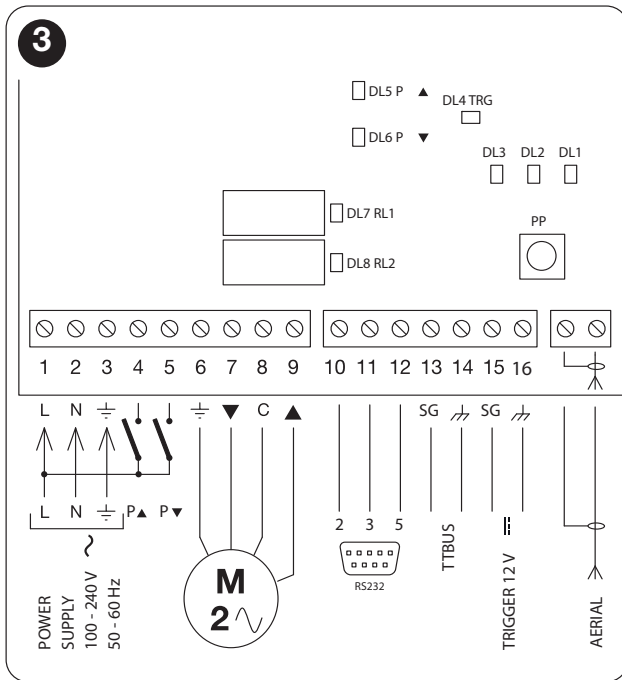 3
DL5 P ▲
DL4 TRG
DL6 P ▼
DL3 DL2 DL1
DL7 RL1
PP
DL8 RL2
1 2 3 4 5 6 7 8 9 10 11 12 13 14 15 16
L N ⏚ ⏚ ▼ C ▲ SG SG
L N ⏚ P▲ P▼
2 3 5
RS232
M
2
POWER
SUPPLY
100 - 240 V
50 - 60 Hz
TTBUS
TRIGGER 12 V
AERIAL